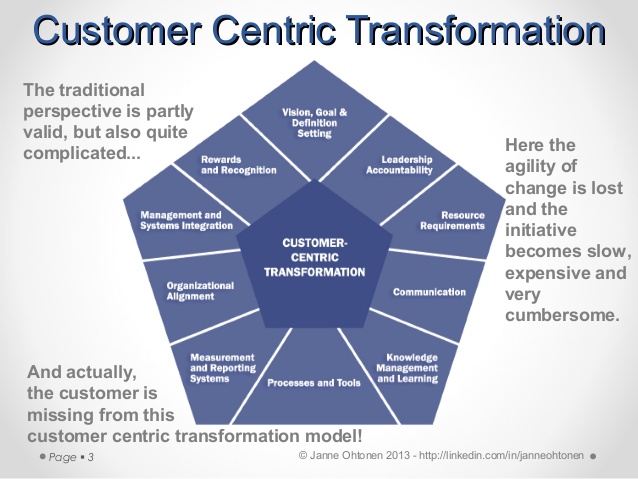 Customer Centric Transformation
The traditional
perspective is partly
valid, but also quite
complicated...
Vision, Goal &
Definition
Setting
Rewards
and Recognition
Leadership
Accountability
Management and
Systems Integration
Resource
Requirements
CUSTOMER-
CENTRIC
TRANSFORMATION
Organizational
Alignment
Communication
Measurement
and Reporting
Systems
Processes and Tools
Knowledge
Management
and Learning
Here the
agility of
change is lost
and the
initiative
becomes slow,
expensive and
very
cumbersome.
And actually,
the customer is
missing from this
customer centric transformation model!
Page • 3
© Janne Ohtonen 2013 - http://linkedin.com/in/janneohtonen